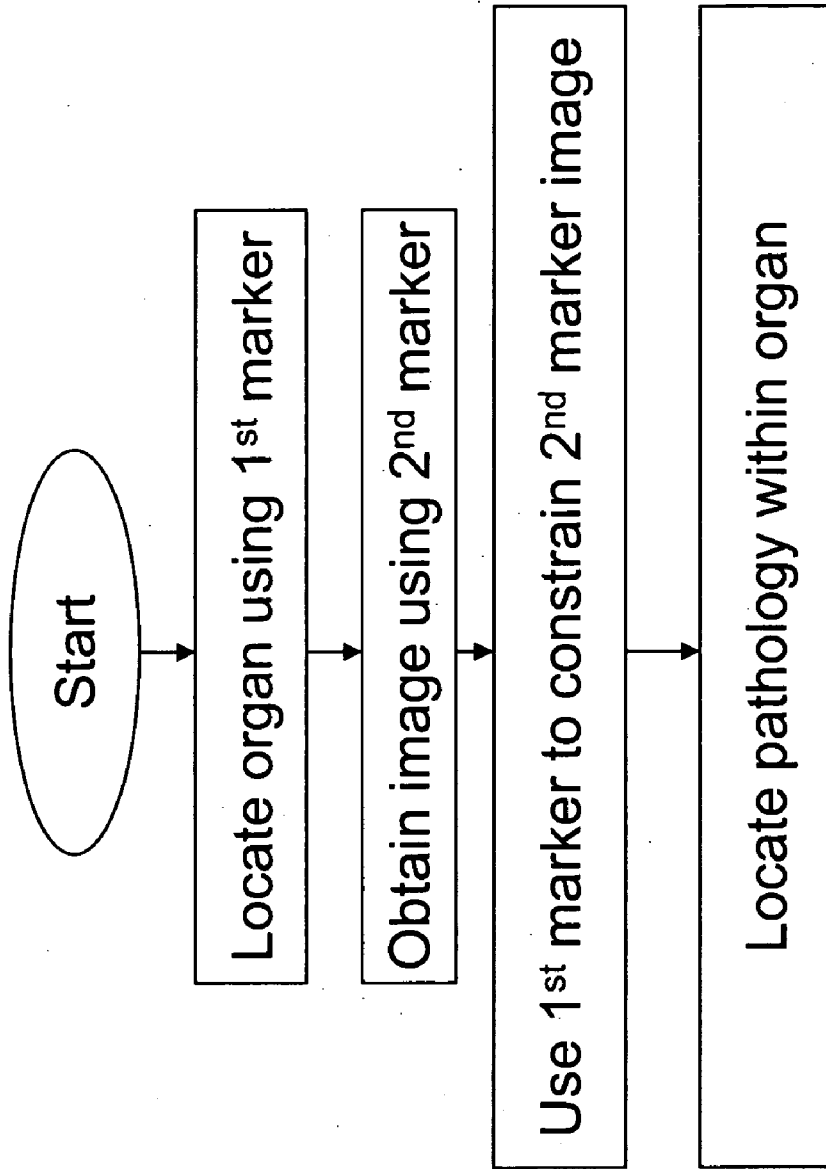 Start
Locate organ using 1st marker
Obtain image using 2nd marker
Use 1st marker to constrain 2nd marker image
Locate pathology within organ